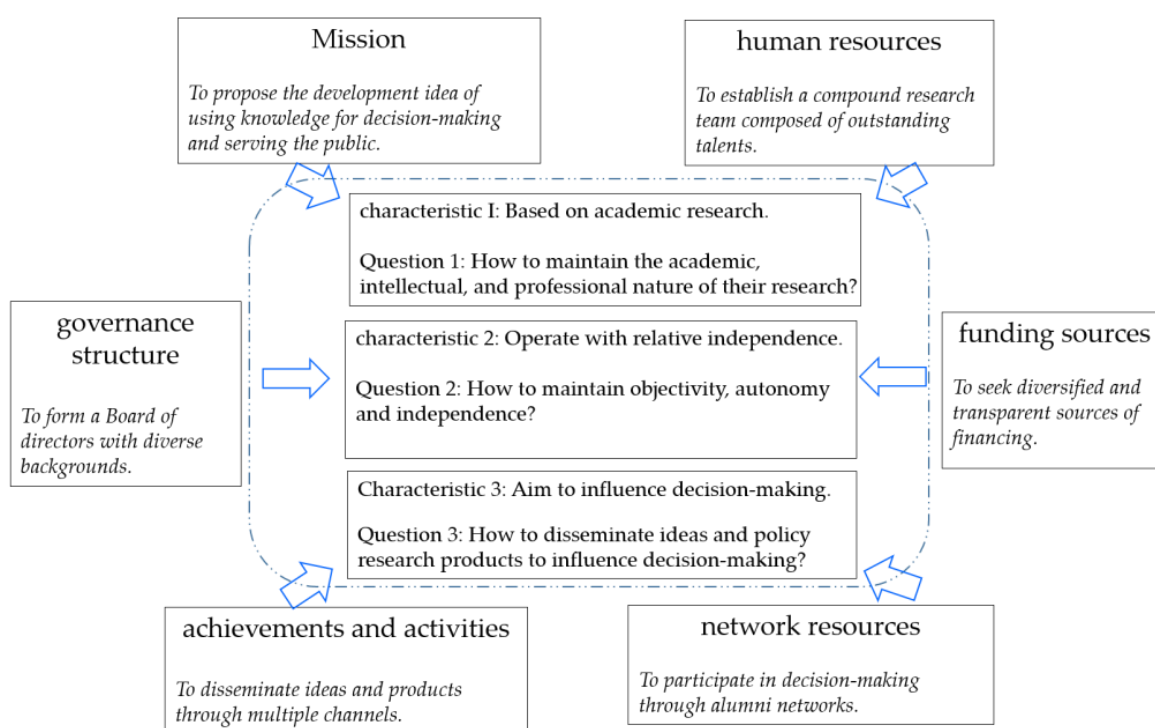 Mission
To propose the development idea of
using knowledge for decision-making
and serving the public.
human resources
To establish a compound research
team composed of outstanding
talents.
characteristic I: Based on academic research.
Question 1: How to maintain the academic,
intellectual, and professional nature of their research?
governance
structure
To form a Board of
directors with diverse
backgrounds.
characteristic 2: Operate with relative independence.
Question 2: How to maintain objectivity, autonomy
and independence?
funding sources
To seek diversified and
transparent sources of
financing.
Characteristic 3: Aim to influence decision-making.
Question 3: How to disseminate ideas and policy
research products to influence decision-making?
achievements and activities
To disseminate ideas and products
through multiple channels.
network resources
To participate in decision-making
through alumni networks.